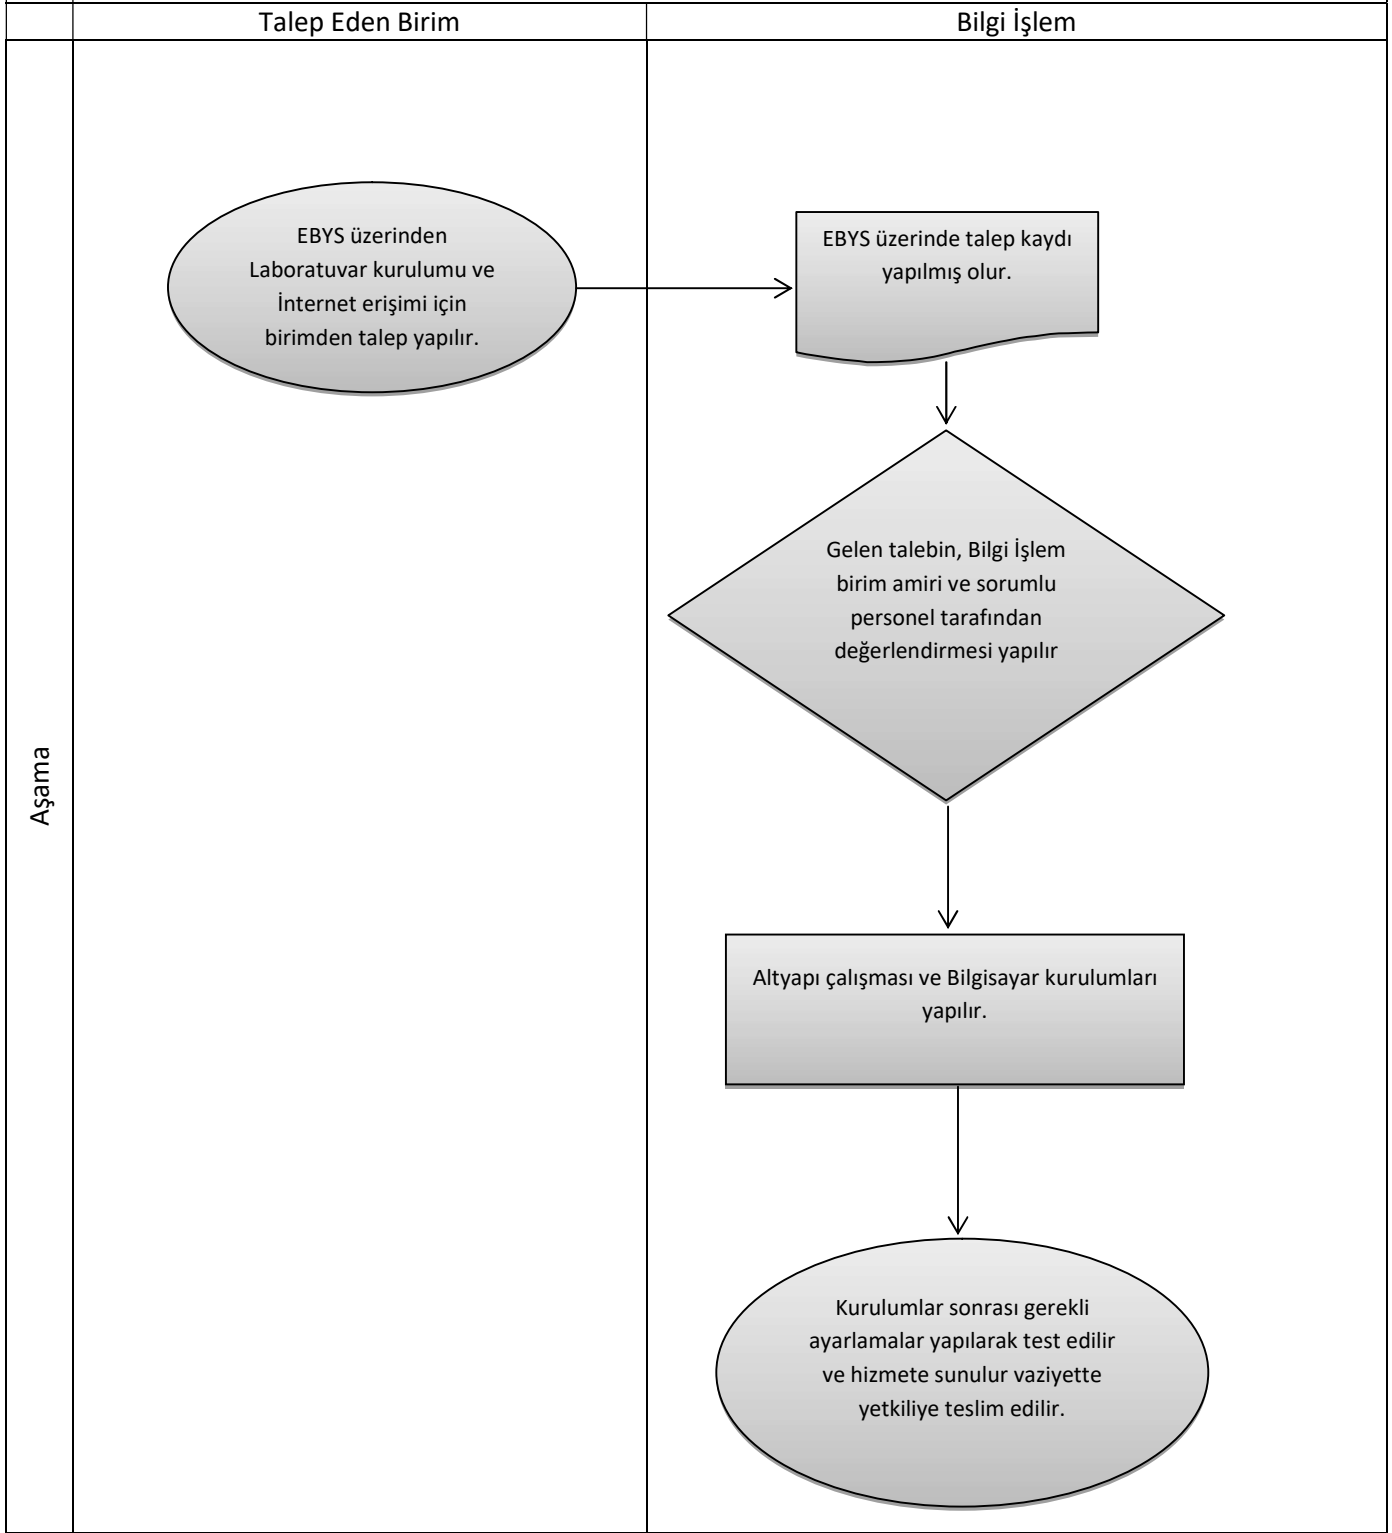 Talep Eden Birim
Bilgi İşlem
Aşama
EBYS üzerinden
Laboratuvar kurulumu ve
İnternet erişimi için
birimden talep yapılır.
EBYS üzerinde talep kaydı
yapılmış olur.
Gelen talebin, Bilgi İşlem
birim amiri ve sorumlu
personel tarafından
değerlendirmesi yapılır
Altyapı çalışması ve Bilgisayar kurulumları
yapılır.
Kurulumlar sonrası gerekli
ayarlamalar yapılarak test edilir
ve hizmete sunulur vaziyette
yetkiliye teslim edilir.